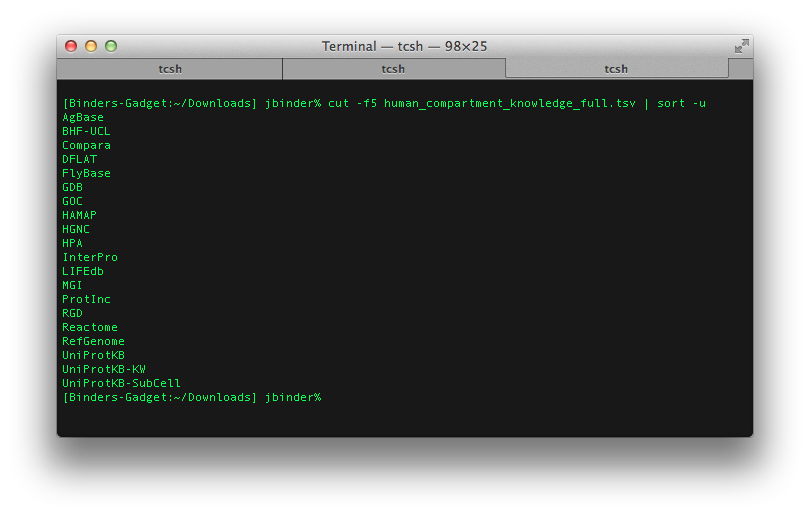 Terminal — tcsh — 98×25
tcsh tcsh tcsh
[Binders-Gadget:~/Downloads] jbinder% cut -f5 human_compartment_knowledge_full.tsv | sort -u
AgBase
BHF-UCL
Compara
DFLAT
FlyBase
GDB
GOC
HAMAP
HGNC
HPA
InterPro
LIFEdb
MGI
ProtInc
RGD
Reactome
RefGenome
UniProtKB
UniProtKB-KW
UniProtKB-SubCell
[Binders-Gadget:~/Downloads] jbinder%